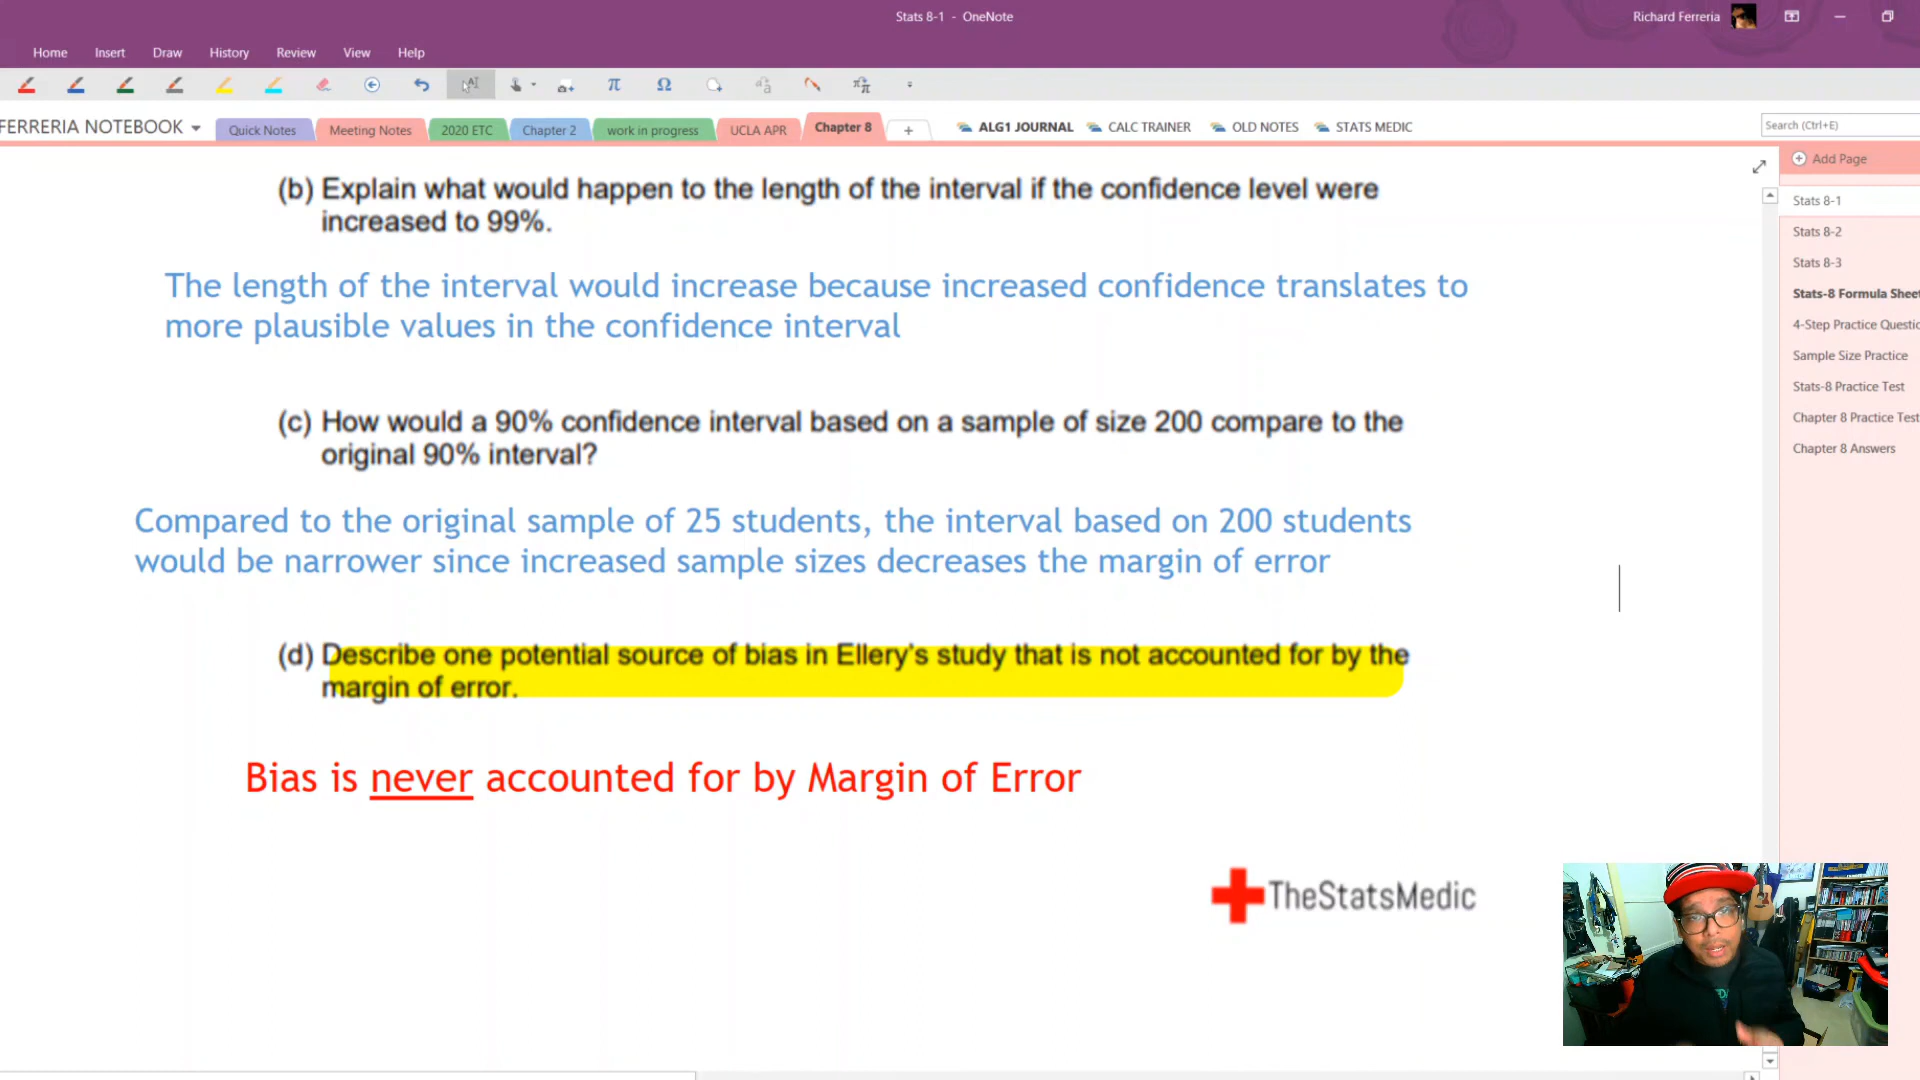 Stats 8-1 - OneNote
Richard Ferreria
Home Insert Draw History Review View Help
FERRERIA NOTEBOOK
Quick Notes
Meeting Notes
2020 ETC
Chapter 2
work in progress
UCLA APR
Chapter 8
+
ALG1 JOURNAL
CALC TRAINER
OLD NOTES
STATS MEDIC
Search (Ctrl+E)
Add Page
Stats 8-1
Stats 8-2
Stats 8-3
Stats-8 Formula Sheet
4-Step Practice Questio
Sample Size Practice
Stats-8 Practice Test
Chapter 8 Practice Test
Chapter 8 Answers
(b) Explain what would happen to the length of the interval if the confidence level were
increased to 99%.
The length of the interval would increase because increased confidence translates to
more plausible values in the confidence interval
(c) How would a 90% confidence interval based on a sample of size 200 compare to the
original 90% interval?
Compared to the original sample of 25 students, the interval based on 200 students
would be narrower since increased sample sizes decreases the margin of error
(d) Describe one potential source of bias in Ellery's study that is not accounted for by the
margin of error.
Bias is never accounted for by Margin of Error
TheStatsMedic